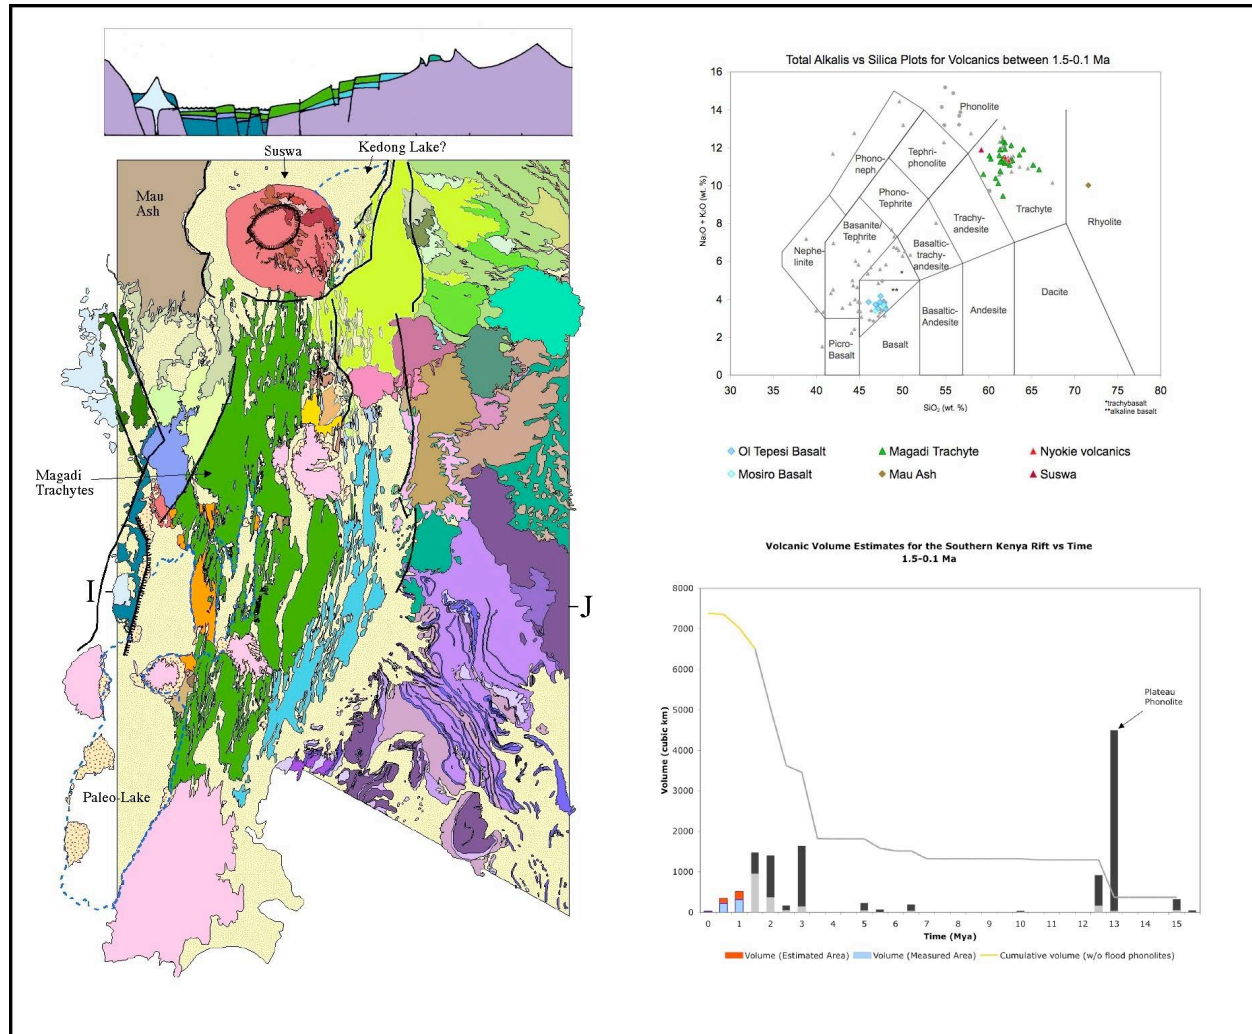 Suswa
Kedong Lake?
Mau
Ash
Magadi
Trachytes
I
J
Paleo-Lake
Total Alkalis vs Silica Plots for Volcanics between 1.5-0.1 Ma
Na₂O + K₂O (wt. %)
16
14
12
10
8
6
4
2
0
Phonolite
Phono-
neph
Tephri-
phonolite
Phono-
Tephrite
Trachyte
Rhyolite
Trachy-
andesite
Basanite/
Tephrite
Basaltic-
trachy-
andesite
Nephe-
linite
Dacite
Picro-
Basalt
Basalt
Basaltic-
Andesite
Andesite
30 35 40 45 50 55 60 65 70 75 80
SiO₂ (wt. %)
*trachybasalt
**alkaline basalt
Ol Tepesi Basalt Magadi Trachyte Nyokie volcanics
Mosiro Basalt Mau Ash Suswa
Volcanic Volume Estimates for the Southern Kenya Rift vs Time
1.5-0.1 Ma
Volume (cubic km)
8000
7000
6000
5000
4000
3000
2000
1000
0
Plateau
Phonolite
0 1 2 3 4 5 6 7 8 9 10 11 12 13 14 15
Time (Mya)
Volume (Estimated Area) Volume (Measured Area) Cumulative volume (w/o flood phonolites)